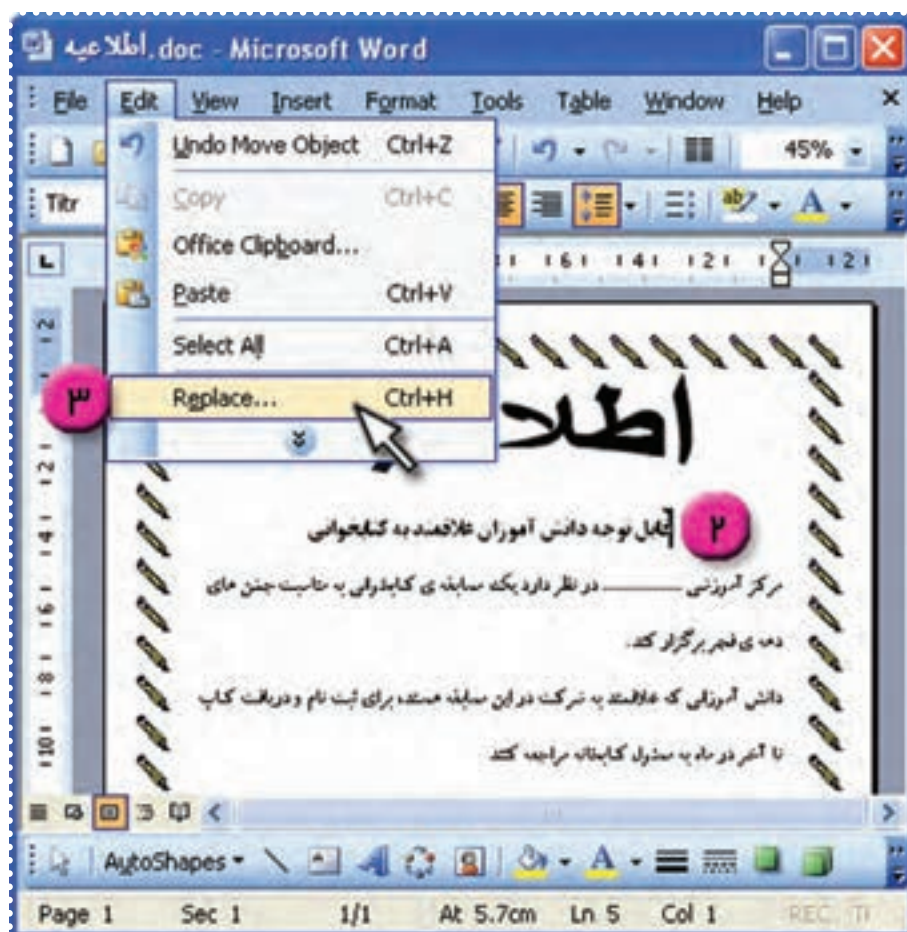 اطلاعیه.doc - Microsoft Word
File Edit View Insert Format Tools Table Window Help
Undo Move Object Ctrl+Z
45%
Titr
Copy Ctrl+C
Office Clipboard...
Paste Ctrl+V
Select All Ctrl+A
۳
Replace... Ctrl+H
اطلا
۲
قابل توجه دانش آموزان علاقمند به کتابخوانی
مرکز آموزشی ــــــ در نظر دارد یک مسابقه ی کتابخوانی به مناسبت جشن های
دهه ی فجر برگزار کند.
دانش آموزانی که علاقمند به شرکت در این مسابقه هستند، برای ثبت نام و دریافت کتاب
تا آخر دی ماه به مسئول کتابخانه مراجعه کنند
AutoShapes
Page 1 Sec 1 1/1 At 5.7cm Ln 5 Col 1 REC